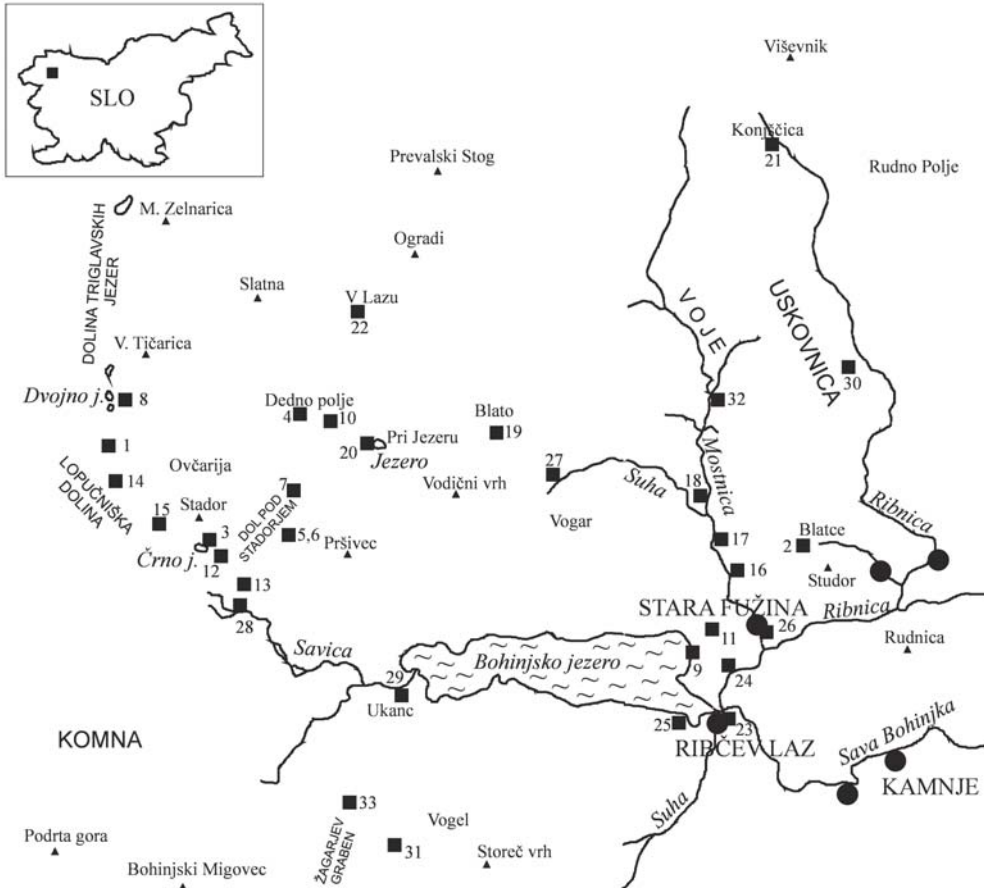 SLO
Viševnik
Konjščica
21
Prevalski Stog
Rudno Polje
M. Zelnarica
DOLINA TRIGLAVSKIH
JEZER
Ogradi
Slatna
V Lazu
22
VOJE
USKOVNICA
V. Tičarica
30
Dvojno j.
8
Dedno polje
4
10
32
Blato
19
Pri Jezeru
20
Jezero
1
Mostnica
LOPUČNIŠKA
DOLINA
14
Ovčarija
7
Vodični vrh
27
Suha
18
Ribnica
15
Stador
DOL POD
STADORJEM
Vogar
3
5,6
17
Blatce
2
Črno j.
12
Pršivec
16
Studor
13
28
STARA FUŽINA
Ribnica
26
11
Rudnica
Savica
Bohinjsko jezero
9
24
29
Ukanc
25
23
RIBČEV LAZ
Sava Bohinjka
KOMNA
KAMNJE
33
Suha
Vogel
ŽAGARJEV
GRABEN
31
Podrta gora
Storeč vrh
Bohinjski Migovec